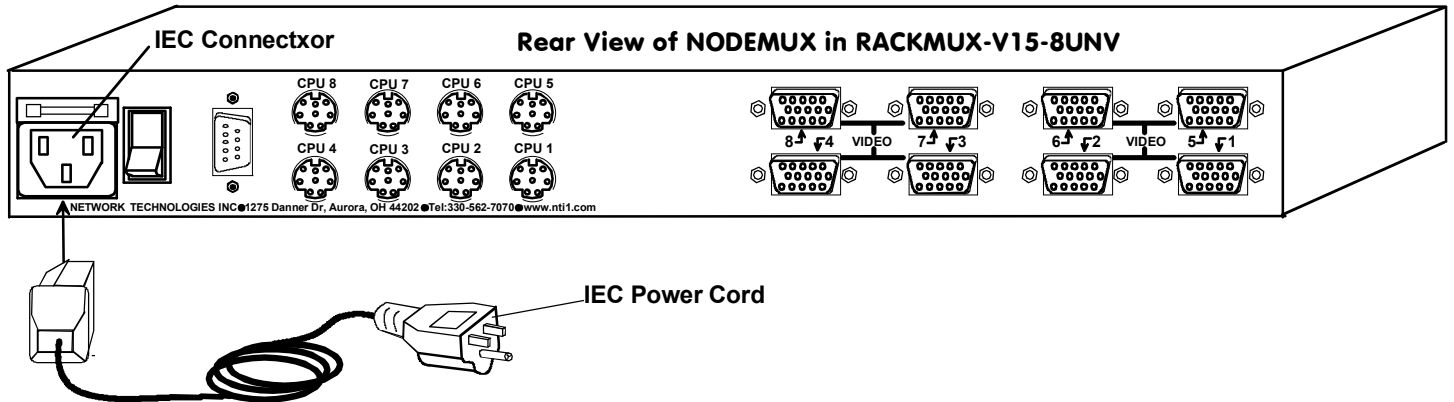 IEC Connectxor
Rear View of NODEMUX in RACKMUX-V15-8UNV
CPU 8 CPU 7 CPU 6 CPU 5
8 4 VIDEO 7 3 6 2 VIDEO 5 1
CPU 4 CPU 3 CPU 2 CPU 1
NETWORK TECHNOLOGIES INC●1275 Danner Dr, Aurora, OH 44202●Tel:330-562-7070●www.nti1.com
IEC Power Cord